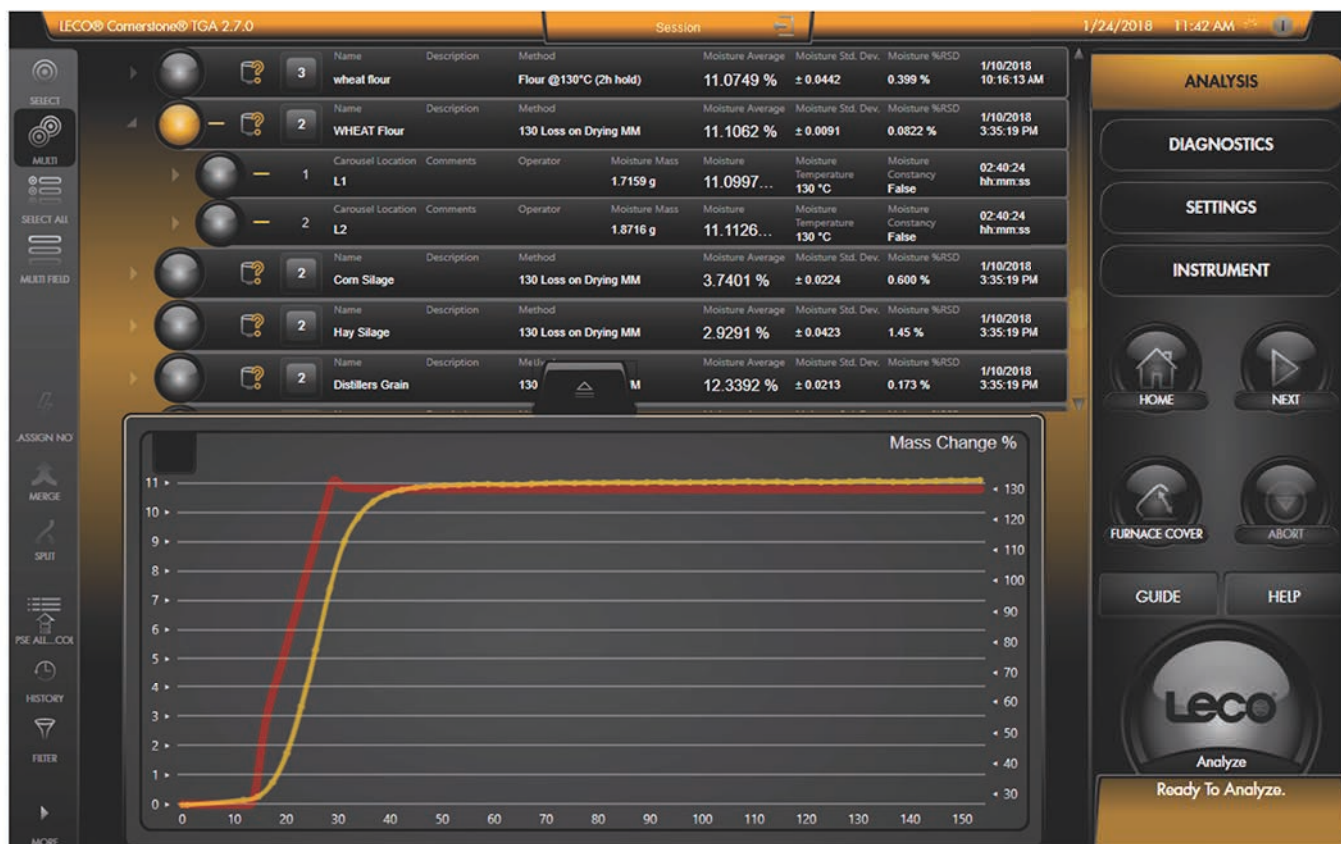 LECO® Cornerstone® TGA 2.7.0
Session
1/24/2018 11:42 AM
SELECT
MULTI
SELECT ALL
MULTI FIELD
ASSIGN NO
MERGE
SPLIT
PSE ALL...COL
HISTORY
FILTER
MORE
Name Description Method Moisture Average Moisture Std. Dev. Moisture %RSD 1/10/2018
3 wheat flour Flour @130°C (2h hold) 11.0749 % ± 0.0442 0.399 % 10:16:13 AM
Name Description Method Moisture Average Moisture Std. Dev. Moisture %RSD 1/10/2018
2 WHEAT Flour 130 Loss on Drying MM 11.1062 % ± 0.0091 0.0822 % 3:35:19 PM
Carousel Location Comments Operator Moisture Mass Moisture Moisture Temperature Moisture Constancy 02:40:24
1 L1 1.7159 g 11.0997... 130 °C False hh:mm:ss
Carousel Location Comments Operator Moisture Mass Moisture Moisture Temperature Moisture Constancy 02:40:24
2 L2 1.8716 g 11.1126... 130 °C False hh:mm:ss
Name Description Method Moisture Average Moisture Std. Dev. Moisture %RSD 1/10/2018
2 Corn Silage 130 Loss on Drying MM 3.7401 % ± 0.0224 0.600 % 3:35:19 PM
Name Description Method Moisture Average Moisture Std. Dev. Moisture %RSD 1/10/2018
2 Hay Silage 130 Loss on Drying MM 2.9291 % ± 0.0423 1.45 % 3:35:19 PM
Name Description Moisture Average Moisture Std. Dev. Moisture %RSD 1/10/2018
2 Distillers Grain 130 M 12.3392 % ± 0.0213 0.173 % 3:35:19 PM
Mass Change %
11
10
9
8
7
6
5
4
3
2
1
0
130
120
110
100
90
80
70
60
50
40
30
0 10 20 30 40 50 60 70 80 90 100 110 120 130 140 150
ANALYSIS
DIAGNOSTICS
SETTINGS
INSTRUMENT
HOME NEXT
FURNACE COVER ABORT
GUIDE HELP
LECO
Analyze
Ready To Analyze.